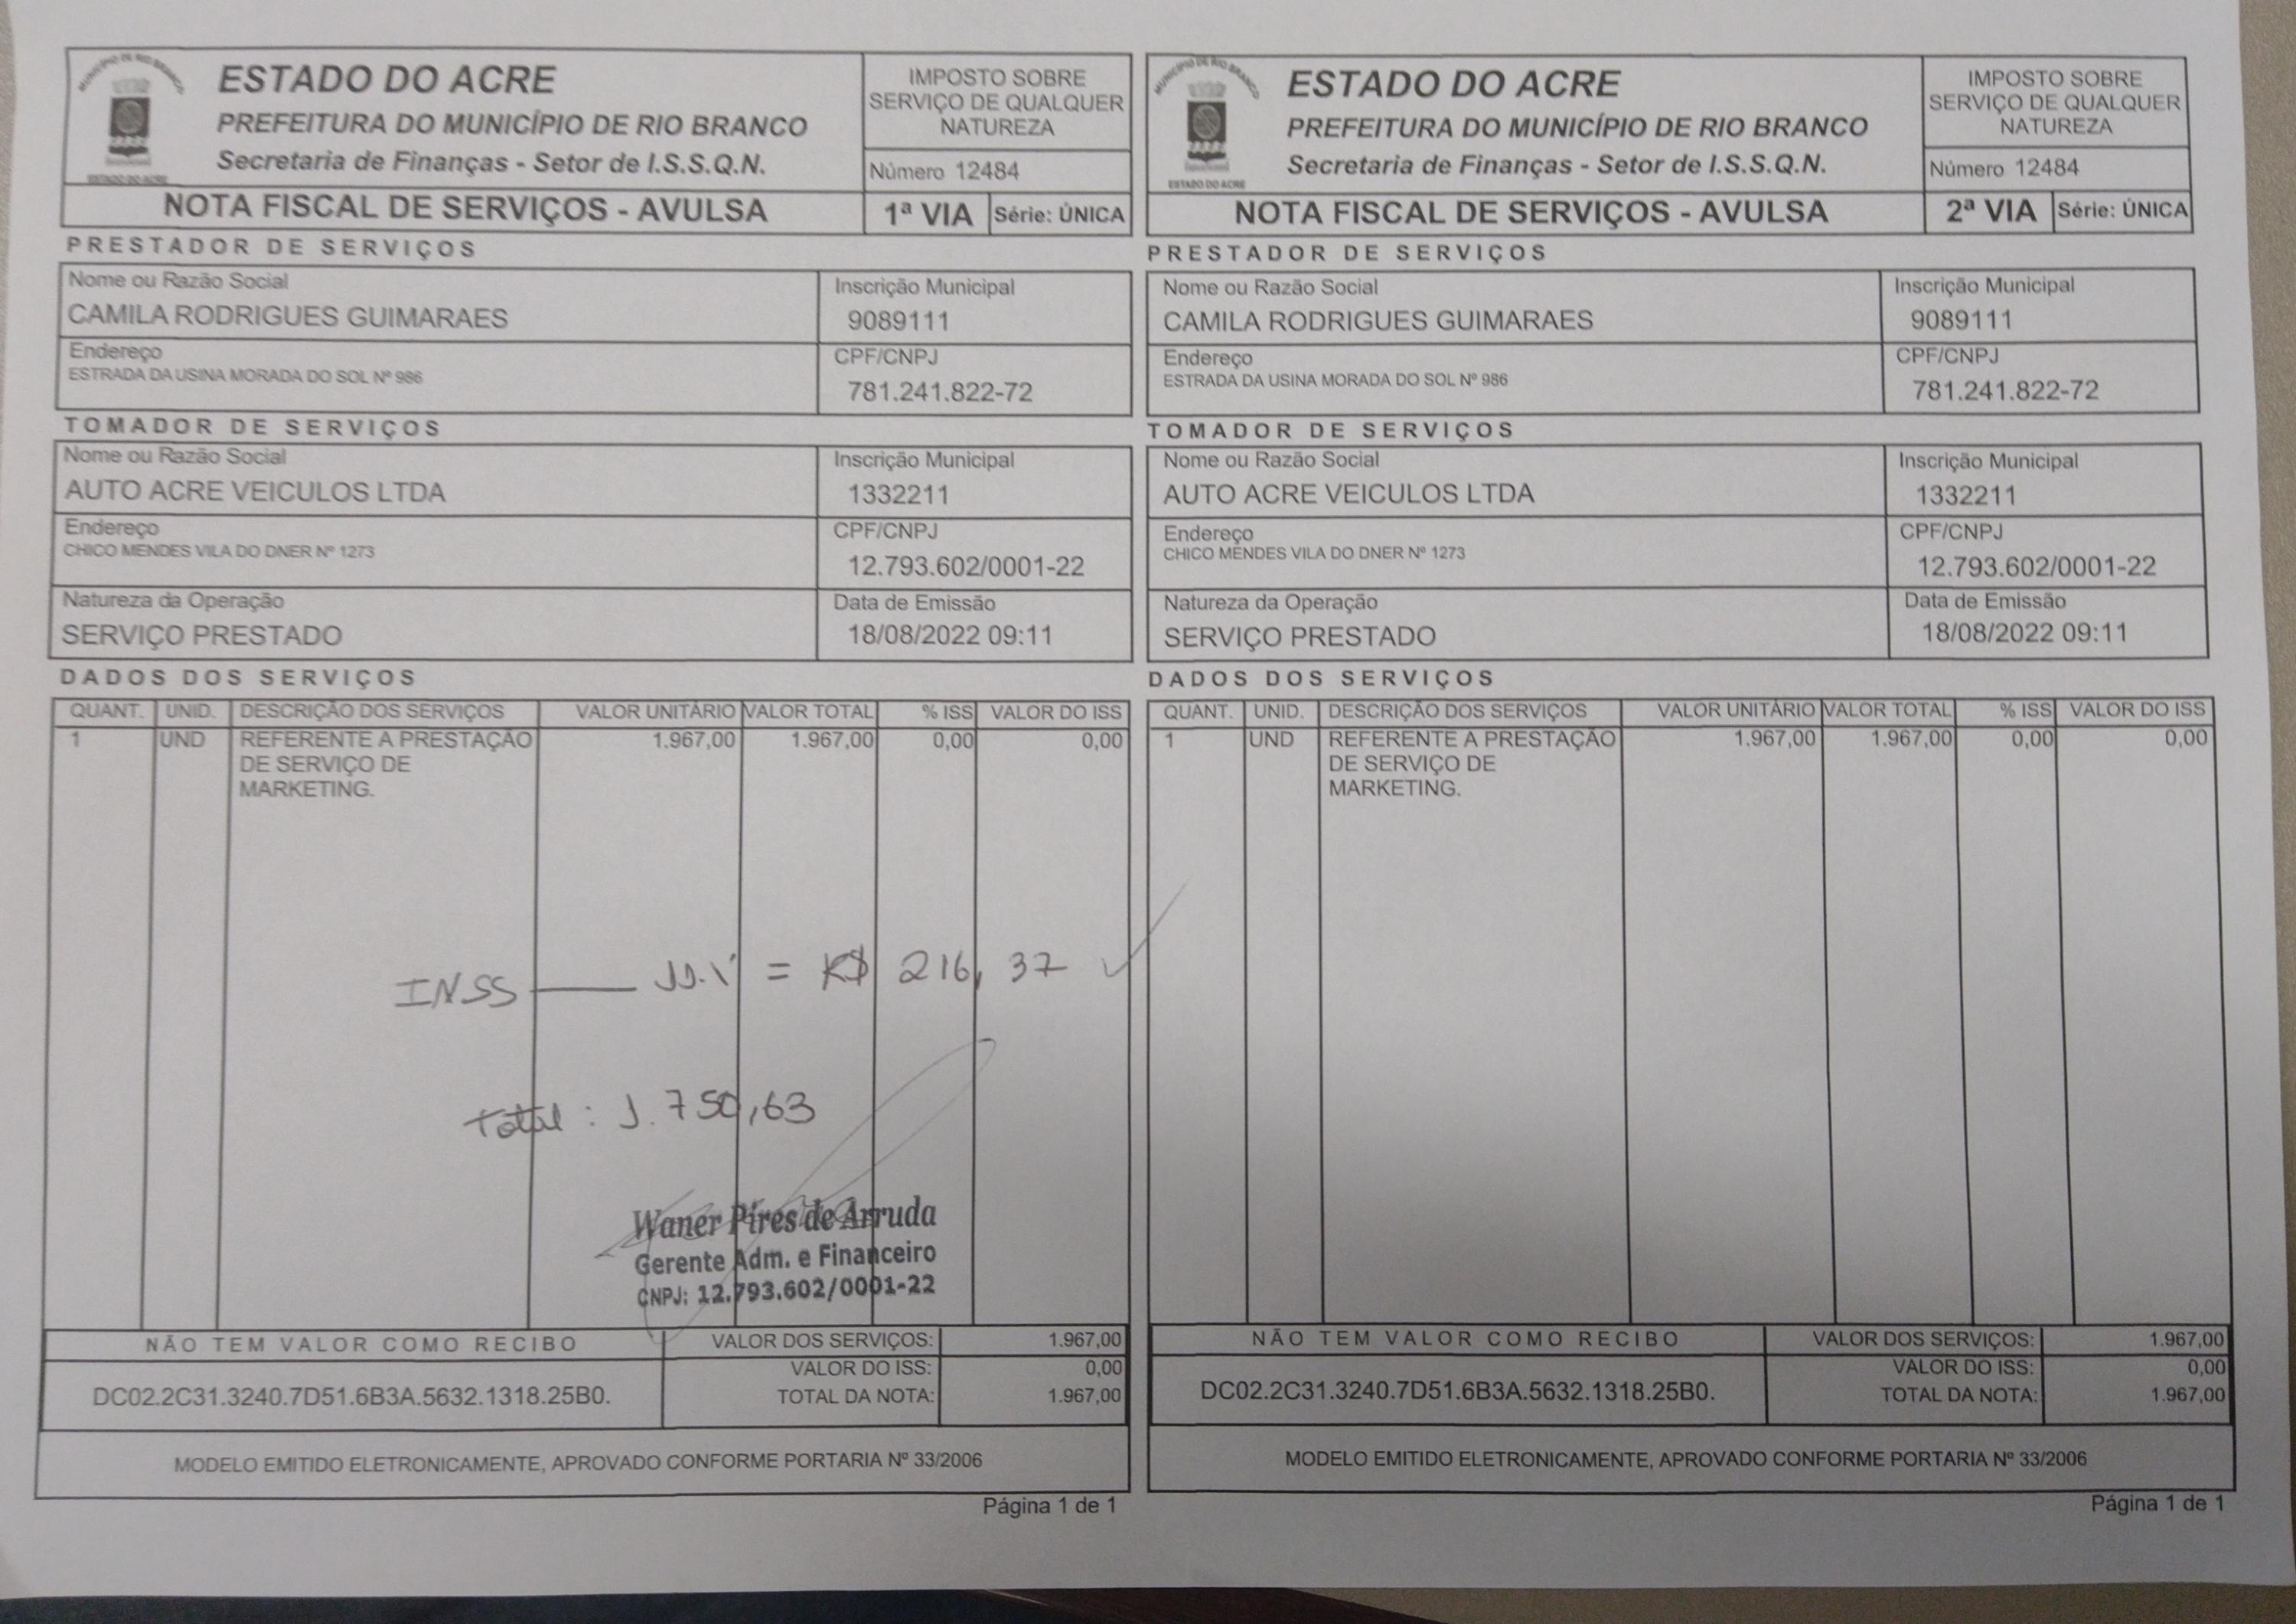 MUNICÍPIO DE RIO BRANCO
ESTADO DO ACRE
ESTADO DO ACRE
PREFEITURA DO MUNICÍPIO DE RIO BRANCO
Secretaria de Finanças - Setor de I.S.S.Q.N.
IMPOSTO SOBRE
SERVIÇO DE QUALQUER
NATUREZA
Número 12484
NOTA FISCAL DE SERVIÇOS - AVULSA
1ª VIA
Série: ÚNICA
PRESTADOR DE SERVIÇOS
Nome ou Razão Social
CAMILA RODRIGUES GUIMARAES
Inscrição Municipal
9089111
Endereço
ESTRADA DA USINA MORADA DO SOL Nº 986
CPF/CNPJ
781.241.822-72
TOMADOR DE SERVIÇOS
Nome ou Razão Social
AUTO ACRE VEICULOS LTDA
Inscrição Municipal
1332211
Endereço
CHICO MENDES VILA DO DNER Nº 1273
CPF/CNPJ
12.793.602/0001-22
Natureza da Operação
SERVIÇO PRESTADO
Data de Emissão
18/08/2022 09:11
DADOS DOS SERVIÇOS
QUANT. UNID. DESCRIÇÃO DOS SERVIÇOS VALOR UNITÁRIO VALOR TOTAL % ISS VALOR DO ISS
1 UND REFERENTE A PRESTAÇÃO 1.967,00 1.967,00 0,00 0,00
DE SERVIÇO DE
MARKETING.
INSS = R$ 216,37
Total: 1.750,63
Waner Pires de Arruda
Gerente Adm. e Financeiro
CNPJ: 12.793.602/0001-22
NÃO TEM VALOR COMO RECIBO
DC02.2C31.3240.7D51.6B3A.5632.1318.25B0.
VALOR DOS SERVIÇOS: 1.967,00
VALOR DO ISS: 0,00
TOTAL DA NOTA: 1.967,00
MODELO EMITIDO ELETRONICAMENTE, APROVADO CONFORME PORTARIA Nº 33/2006
Página 1 de 1
MUNICÍPIO DE RIO BRANCO
ESTADO DO ACRE
ESTADO DO ACRE
PREFEITURA DO MUNICÍPIO DE RIO BRANCO
Secretaria de Finanças - Setor de I.S.S.Q.N.
IMPOSTO SOBRE
SERVIÇO DE QUALQUER
NATUREZA
Número 12484
NOTA FISCAL DE SERVIÇOS - AVULSA
2ª VIA
Série: ÚNICA
PRESTADOR DE SERVIÇOS
Nome ou Razão Social
CAMILA RODRIGUES GUIMARAES
Inscrição Municipal
9089111
Endereço
ESTRADA DA USINA MORADA DO SOL Nº 986
CPF/CNPJ
781.241.822-72
TOMADOR DE SERVIÇOS
Nome ou Razão Social
AUTO ACRE VEICULOS LTDA
Inscrição Municipal
1332211
Endereço
CHICO MENDES VILA DO DNER Nº 1273
CPF/CNPJ
12.793.602/0001-22
Natureza da Operação
SERVIÇO PRESTADO
Data de Emissão
18/08/2022 09:11
DADOS DOS SERVIÇOS
QUANT. UNID. DESCRIÇÃO DOS SERVIÇOS VALOR UNITÁRIO VALOR TOTAL % ISS VALOR DO ISS
1 UND REFERENTE A PRESTAÇÃO 1.967,00 1.967,00 0,00 0,00
DE SERVIÇO DE
MARKETING.
NÃO TEM VALOR COMO RECIBO
DC02.2C31.3240.7D51.6B3A.5632.1318.25B0.
VALOR DOS SERVIÇOS: 1.967,00
VALOR DO ISS: 0,00
TOTAL DA NOTA: 1.967,00
MODELO EMITIDO ELETRONICAMENTE, APROVADO CONFORME PORTARIA Nº 33/2006
Página 1 de 1